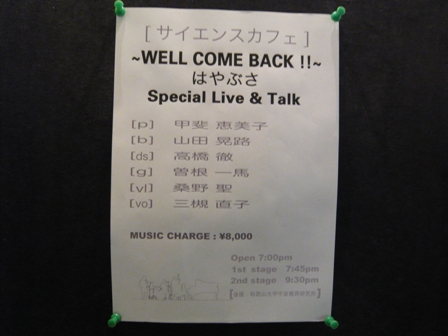 [ サイエンスカフェ ]
~WELL COME BACK !!~
はやぶさ
Special Live & Talk
[p] 甲斐 恵美子
[b] 山田 晃路
[ds] 高橋 徹
[g] 曽根 一馬
[vl] 桑野 聖
[vo] 三槻 直子
MUSIC CHARGE : ¥8,000
Open 7:00pm
1st stage 7:45pm
2nd stage 9:30pm